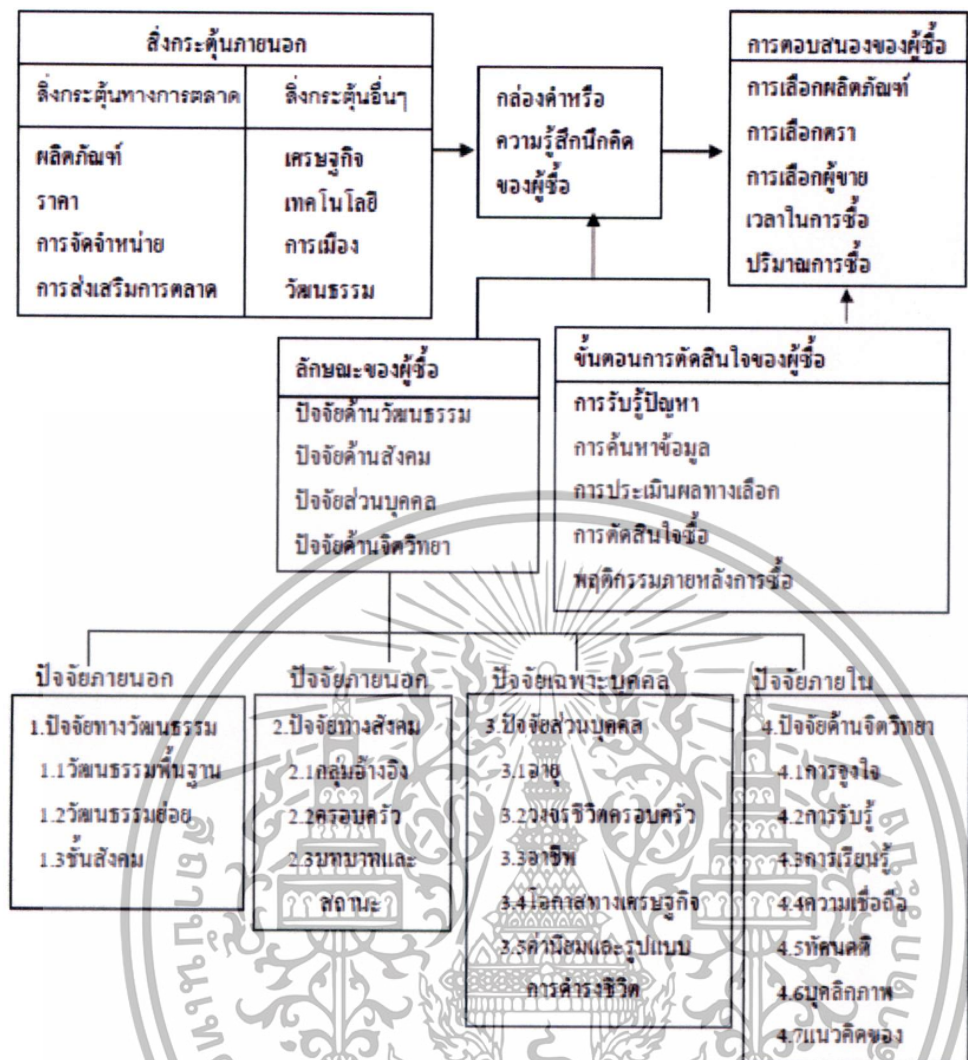 สิ่งกระตุ้นภายนอก
สิ่งกระตุ้นทางการตลาด
ผลิตภัณฑ์
ราคา
การจัดจำหน่าย
การส่งเสริมการตลาด
สิ่งกระตุ้นอื่นๆ
เศรษฐกิจ
เทคโนโลยี
การเมือง
วัฒนธรรม
กล่องดำหรือ
ความรู้สึกนึกคิด
ของผู้ซื้อ
การตอบสนองของผู้ซื้อ
การเลือกผลิตภัณฑ์
การเลือกตรา
การเลือกผู้ขาย
เวลาในการซื้อ
ปริมาณการซื้อ
ลักษณะของผู้ซื้อ
ปัจจัยด้านวัฒนธรรม
ปัจจัยด้านสังคม
ปัจจัยส่วนบุคคล
ปัจจัยด้านจิตวิทยา
ขั้นตอนการตัดสินใจของผู้ซื้อ
การรับรู้ปัญหา
การค้นหาข้อมูล
การประเมินผลทางเลือก
การตัดสินใจซื้อ
พฤติกรรมภายหลังการซื้อ
ปัจจัยภายนอก
1.ปัจจัยทางวัฒนธรรม
1.1วัฒนธรรมพื้นฐาน
1.2วัฒนธรรมย่อย
1.3ชั้นสังคม
ปัจจัยภายนอก
2.ปัจจัยทางสังคม
2.1กลุ่มอ้างอิง
2.2ครอบครัว
2.3บทบาทและ
สถานะ
ปัจจัยเฉพาะบุคคล
3.ปัจจัยส่วนบุคคล
3.1อายุ
3.2วงจรชีวิตครอบครัว
3.3อาชีพ
3.4โอกาสทางเศรษฐกิจ
3.5ค่านิยมและรูปแบบ
การดำรงชีวิต
ปัจจัยภายใน
4.ปัจจัยด้านจิตวิทยา
4.1การจูงใจ
4.2การรับรู้
4.3การเรียนรู้
4.4ความเชื่อถือ
4.5ทัศนคติ
4.6บุคลิกภาพ
4.7แนวคิดของ